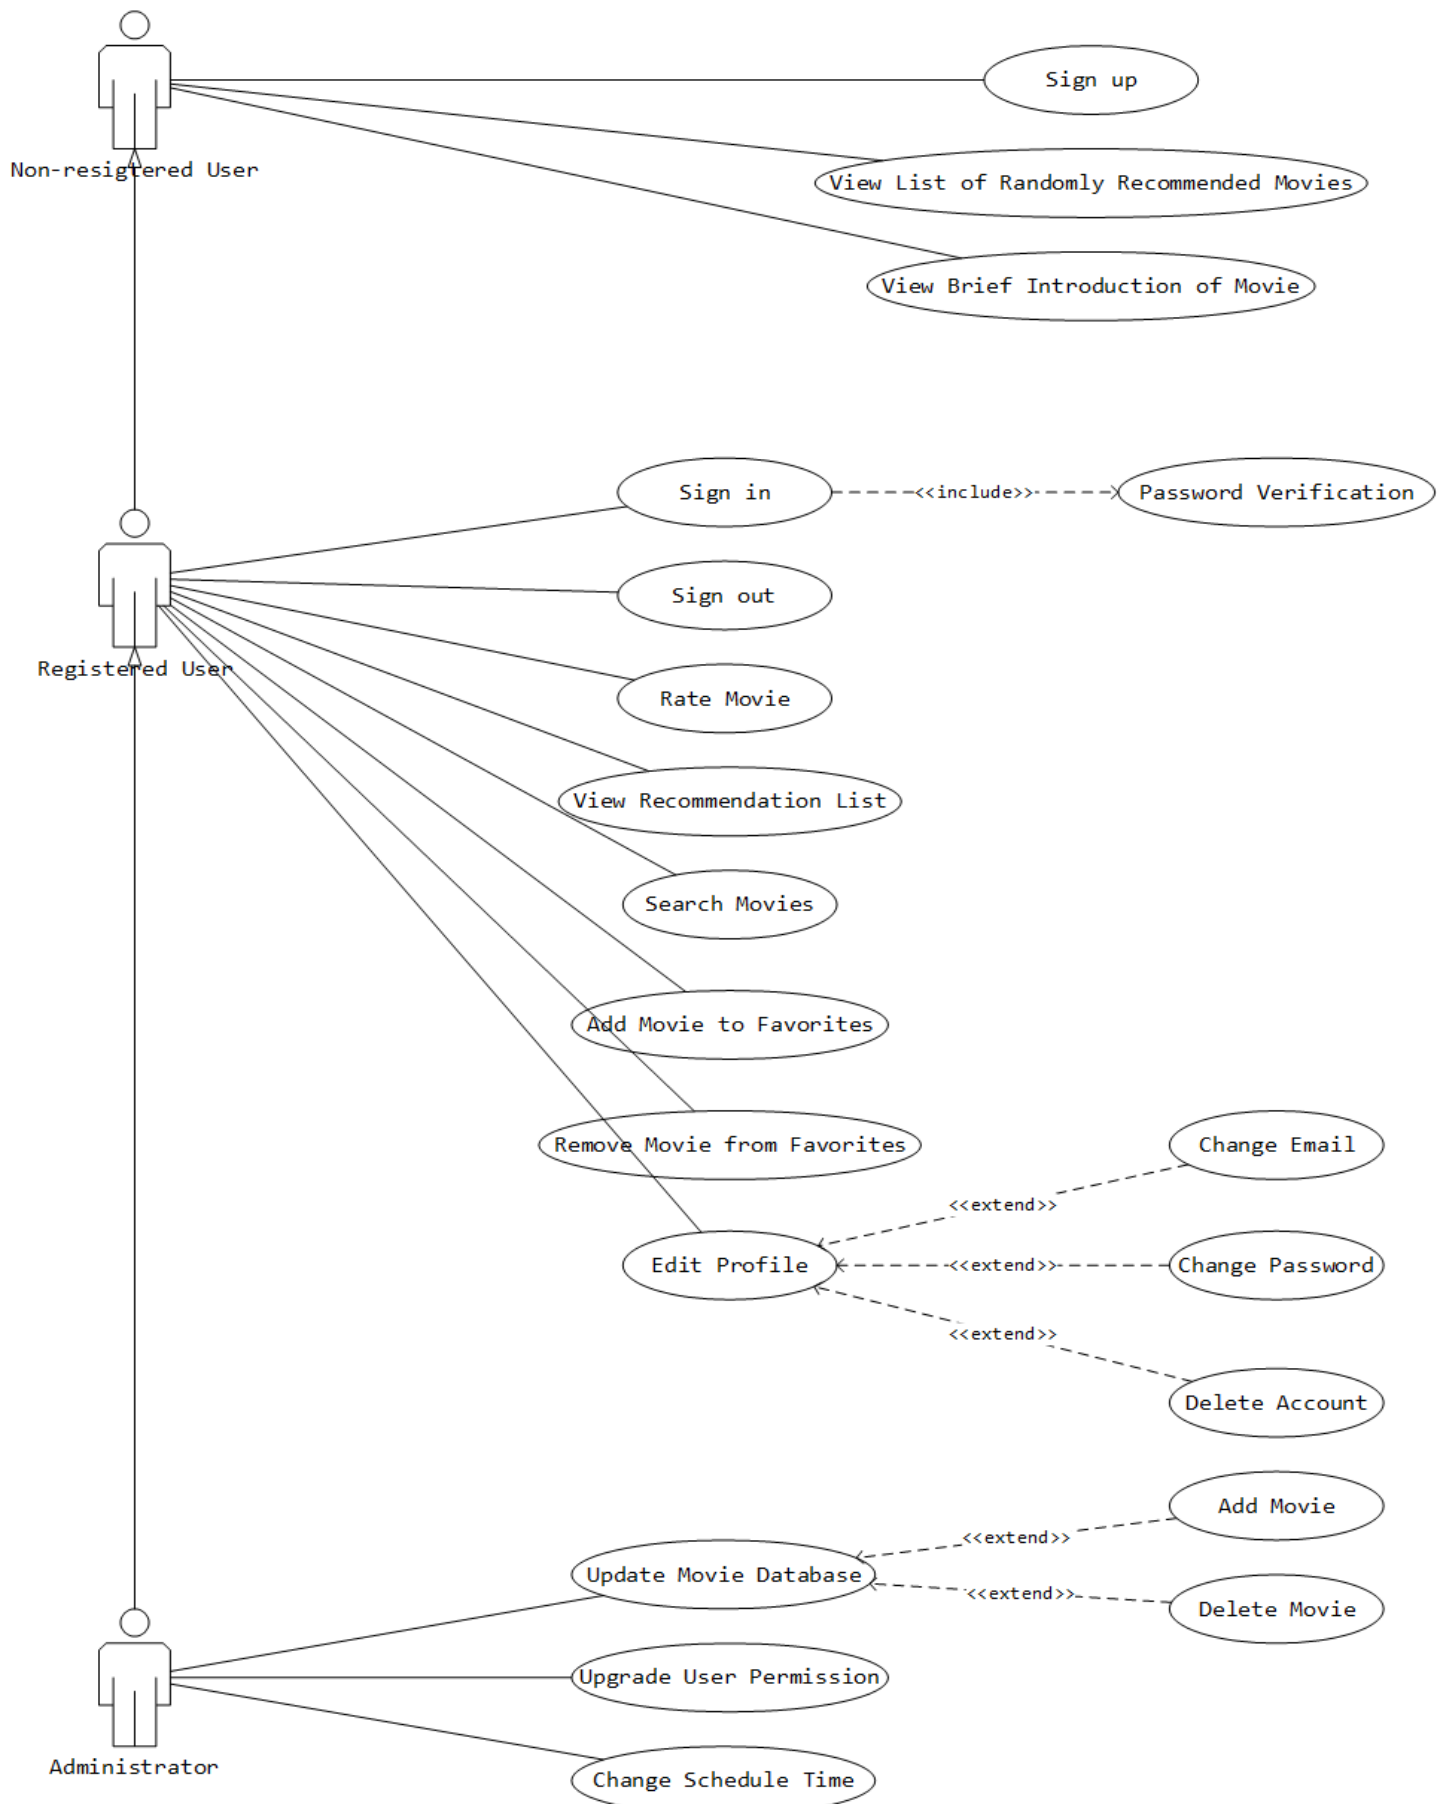 Sign up
Non-resigtered User
View List of Randomly Recommended Movies
View Brief Introduction of Movie
Sign in
<<include>>
Password Verification
Sign out
Registered User
Rate Movie
View Recommendation List
Search Movies
Add Movie to Favorites
Remove Movie from Favorites
Change Email
<<extend>>
Edit Profile
<<extend>>
Change Password
<<extend>>
Delete Account
Add Movie
<<extend>>
Update Movie Database
<<extend>>
Delete Movie
Upgrade User Permission
Administrator
Change Schedule Time